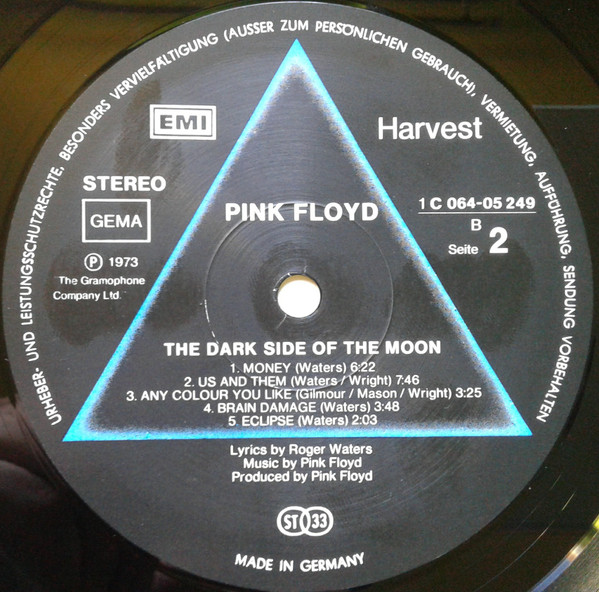 URHEBER- UND LEISTUNGSSCHUTZRECHTE, BESONDERS VERVIELFÄLTIGUNG (AUSSER ZUM PERSÖNLICHEN GEBRAUCH), VERMIETUNG, AUFFÜHRUNG, SENDUNG VORBEHALTEN
EMI
Harvest
STEREO
GEMA
Ⓟ 1973
The Gramophone
Company Ltd.
PINK FLOYD
1 C 064-05 249
B
Seite 2
THE DARK SIDE OF THE MOON
1. MONEY (Waters) 6:22
2. US AND THEM (Waters / Wright) 7:46
3. ANY COLOUR YOU LIKE (Gilmour / Mason / Wright) 3:25
4. BRAIN DAMAGE (Waters) 3:48
5. ECLIPSE (Waters) 2:03
Lyrics by Roger Waters
Music by Pink Floyd
Produced by Pink Floyd
ST 33
MADE IN GERMANY